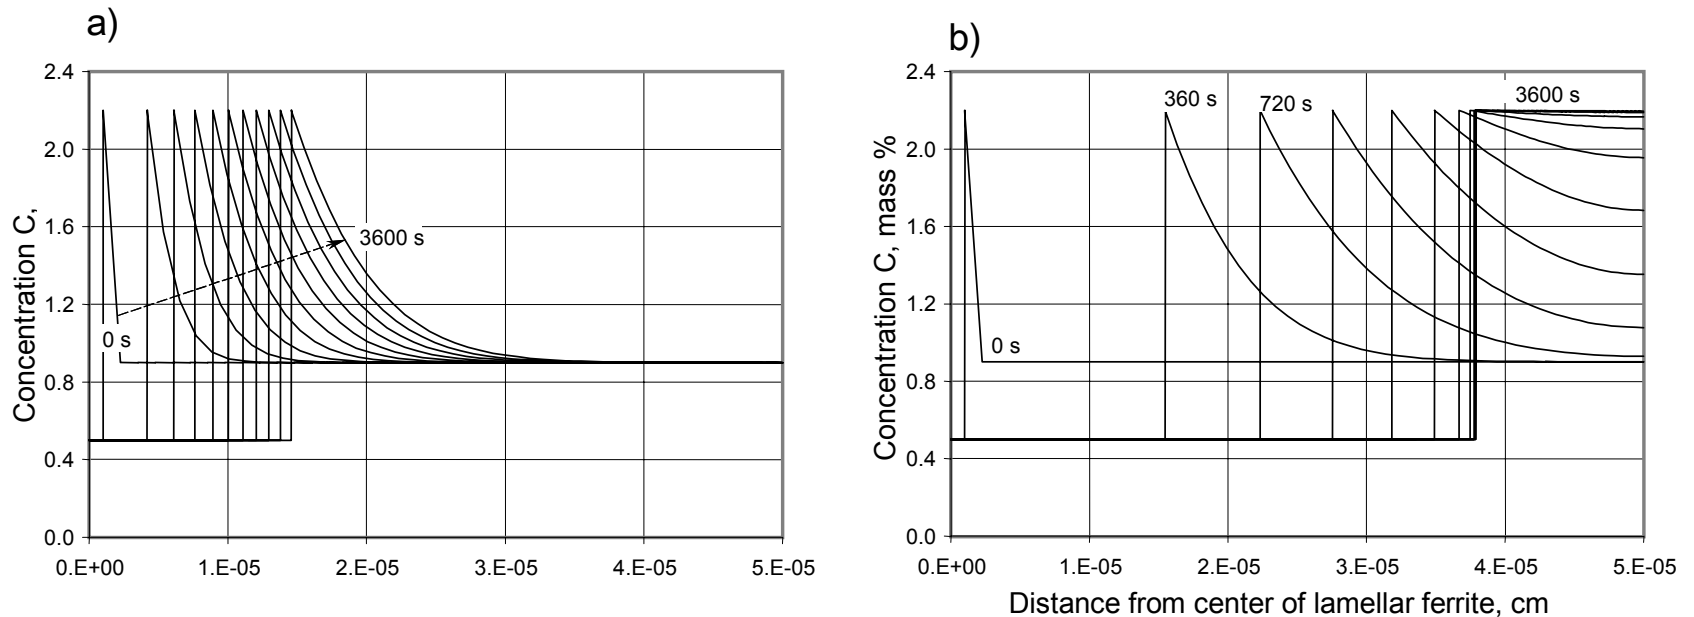 a)
Concentration C,
2.4
2.0
1.6
1.2
0.8
0.4
0.0
0 s
3600 s
0.E+00 1.E-05 2.E-05 3.E-05 4.E-05 5.E-05
b)
Concentration C, mass %
2.4
2.0
1.6
1.2
0.8
0.4
0.0
360 s 720 s 3600 s
0 s
0.E+00 1.E-05 2.E-05 3.E-05 4.E-05 5.E-05
Distance from center of lamellar ferrite, cm